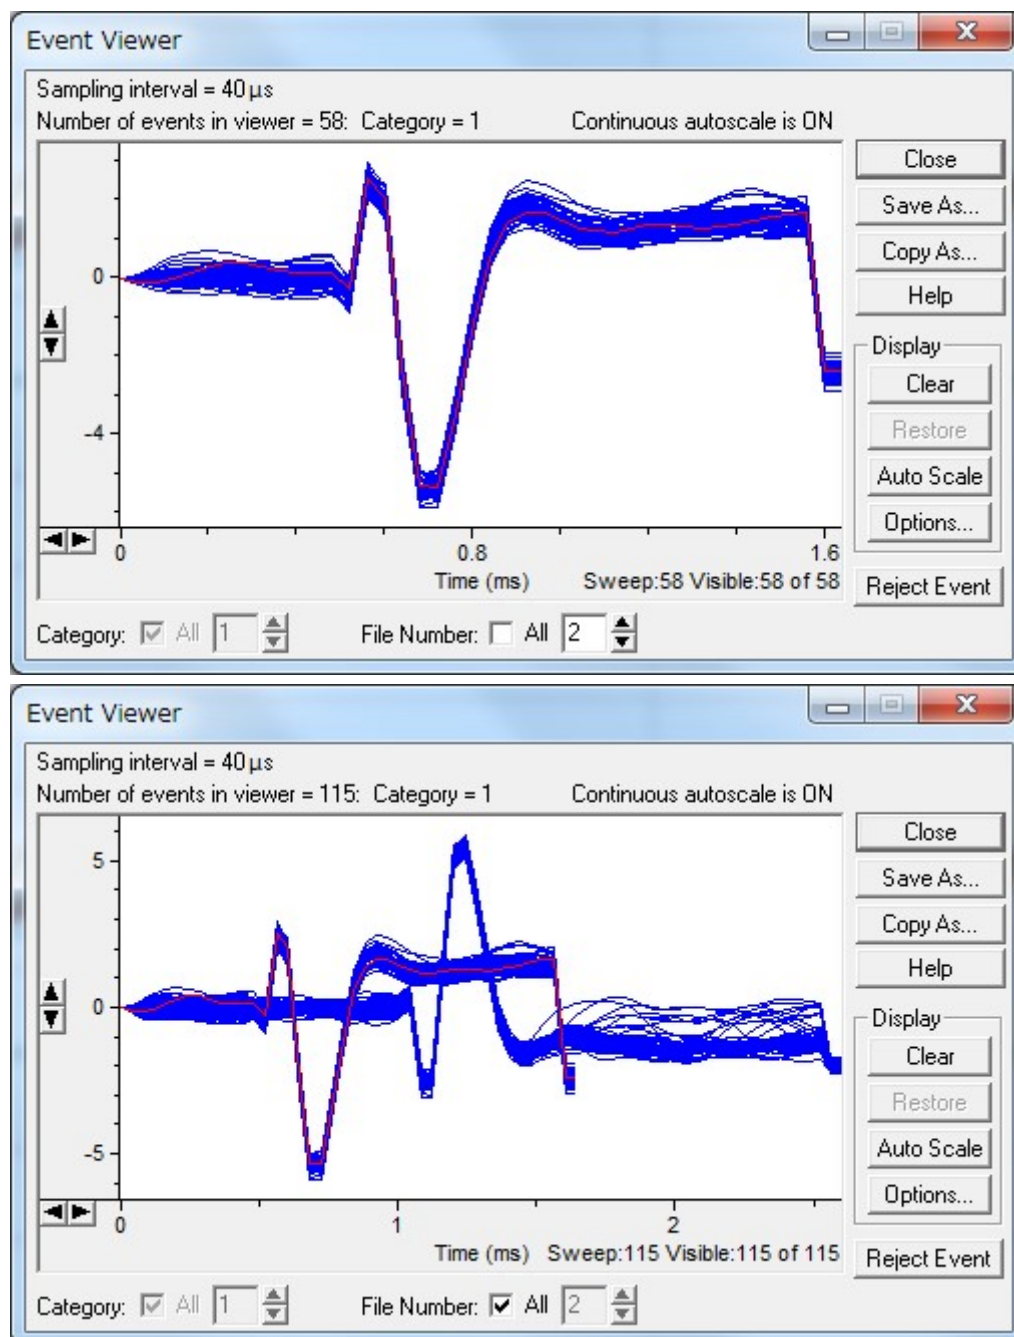 Event Viewer
Sampling interval = 40 µs
Number of events in viewer = 58: Category = 1 Continuous autoscale is ON
Close
Save As...
Copy As...
Help
Display
Clear
Restore
Auto Scale
Options...
Reject Event
0
-4
0 0.8 1.6
Time (ms) Sweep:58 Visible:58 of 58
Category: All 1 File Number: All 2
Event Viewer
Sampling interval = 40 µs
Number of events in viewer = 115: Category = 1 Continuous autoscale is ON
Close
Save As...
Copy As...
Help
Display
Clear
Restore
Auto Scale
Options...
Reject Event
5
0
-5
0 1 2
Time (ms) Sweep:115 Visible:115 of 115
Category: All 1 File Number: All 2